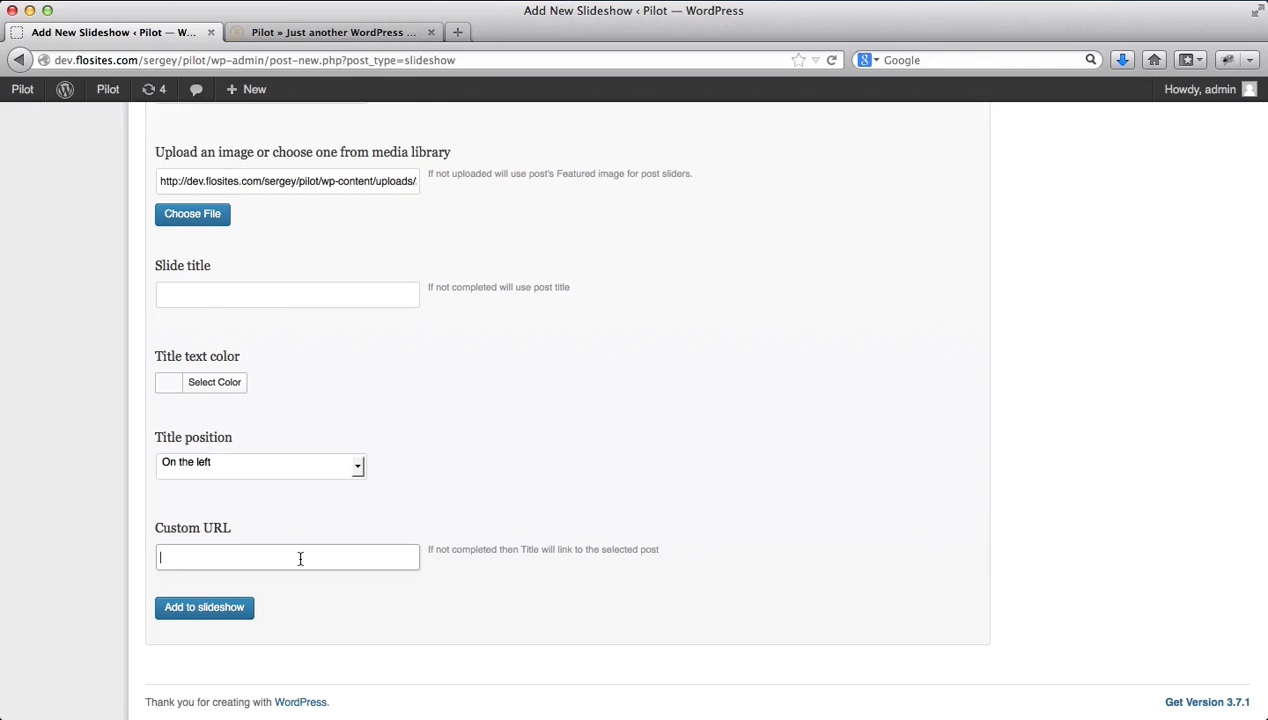 Add New Slideshow ‹ Pilot — WordPress
Add New Slideshow ‹ Pilot — W...
Pilot » Just another WordPress ...
dev.flosites.com/sergey/pilot/wp-admin/post-new.php?post_type=slideshow
Google
Pilot
Pilot
4
New
Howdy, admin
Upload an image or choose one from media library
http://dev.flosites.com/sergey/pilot/wp-content/uploads/
If not uploaded will use post's Featured image for post sliders.
Choose File
Slide title
If not completed will use post title
Title text color
Select Color
Title position
On the left
Custom URL
If not completed then Title will link to the selected post
Add to slideshow
Thank you for creating with WordPress.
Get Version 3.7.1